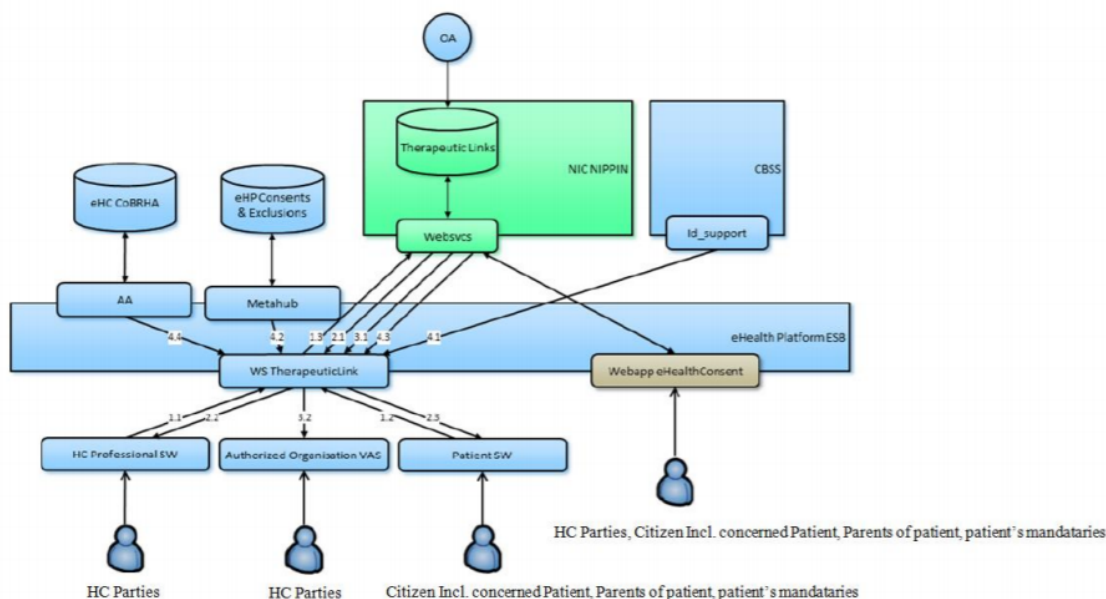 OA
Therapeutic Links
NIC NIPPIN
CBSS
eHC CoBRHA
eHP Consents
& Exclusions
Websvcs
Id_support
AA
Metahub
4.4
4.2
1.3
2.1
3.1
4.3
4.1
eHealth Platform ESB
WS TherapeuticLink
Webapp eHealthConsent
1.1
2.2
3.2
1.2
2.3
HC Professional SW
Authorized Organisation VAS
Patient SW
HC Parties, Citizen Incl. concerned Patient, Parents of patient, patient’s mandataries
HC Parties
HC Parties
Citizen Incl. concerned Patient, Parents of patient, patient’s mandataries